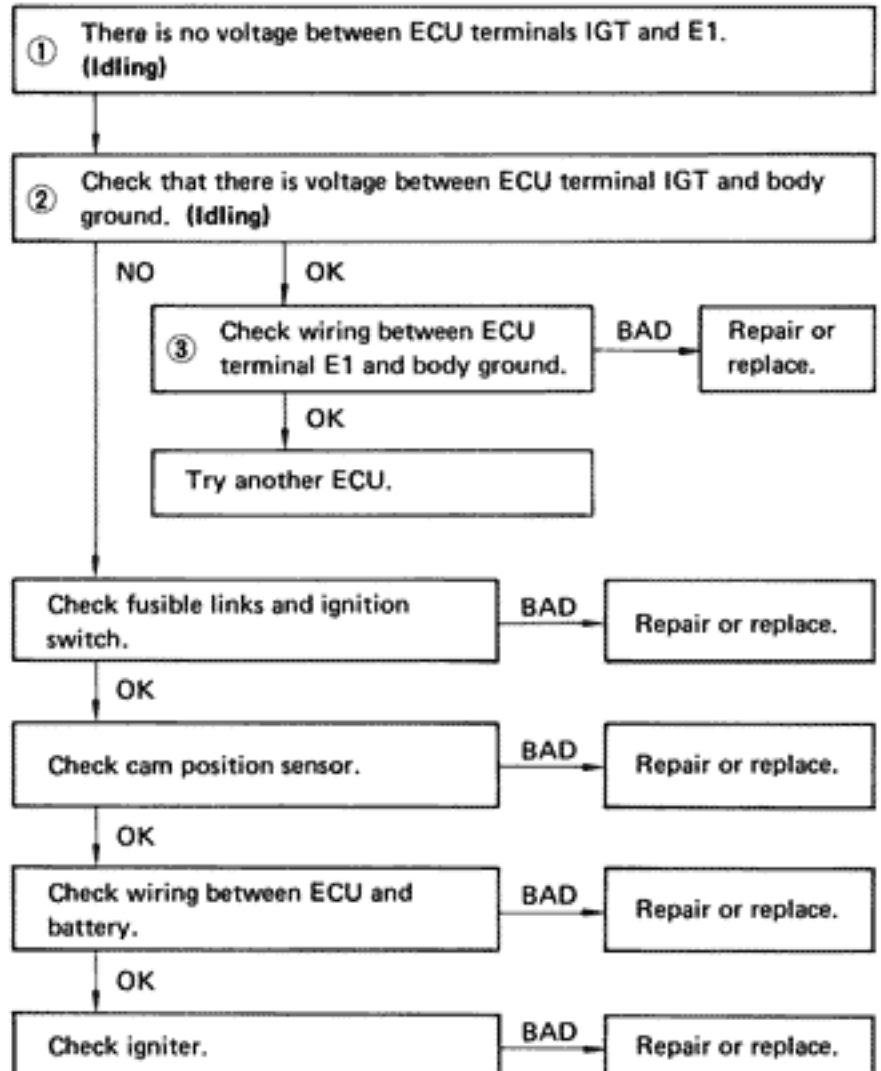 ① There is no voltage between ECU terminals IGT and E1.
(Idling)
② Check that there is voltage between ECU terminal IGT and body
ground. (Idling)
NO
OK
③ Check wiring between ECU
terminal E1 and body ground.
BAD
Repair or
replace.
OK
Try another ECU.
Check fusible links and ignition
switch.
BAD
Repair or replace.
OK
Check cam position sensor.
BAD
Repair or replace.
OK
Check wiring between ECU and
battery.
BAD
Repair or replace.
OK
Check igniter.
BAD
Repair or replace.